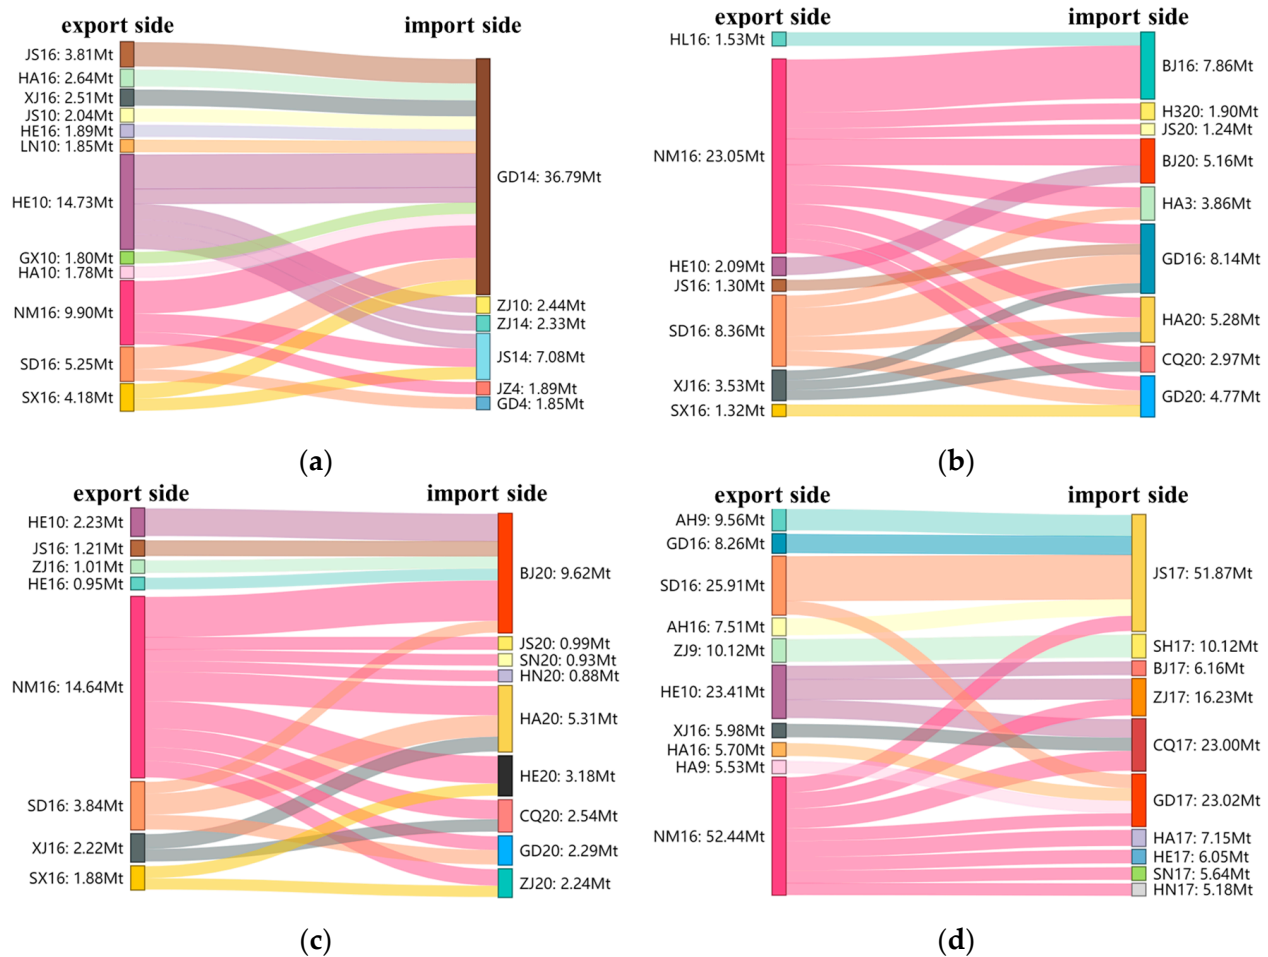 export side
import side
JS16: 3.81Mt
HA16: 2.64Mt
XJ16: 2.51Mt
JS10: 2.04Mt
HE16: 1.89Mt
LN10: 1.85Mt
HE10: 14.73Mt
GX10: 1.80Mt
HA10: 1.78Mt
NM16: 9.90Mt
SD16: 5.25Mt
SX16: 4.18Mt
GD14: 36.79Mt
ZJ10: 2.44Mt
ZJ14: 2.33Mt
JS14: 7.08Mt
JZ4: 1.89Mt
GD4: 1.85Mt
(a)
export side
import side
HL16: 1.53Mt
NM16: 23.05Mt
HE10: 2.09Mt
JS16: 1.30Mt
SD16: 8.36Mt
XJ16: 3.53Mt
SX16: 1.32Mt
BJ16: 7.86Mt
H320: 1.90Mt
JS20: 1.24Mt
BJ20: 5.16Mt
HA3: 3.86Mt
GD16: 8.14Mt
HA20: 5.28Mt
CQ20: 2.97Mt
GD20: 4.77Mt
(b)
export side
import side
HE10: 2.23Mt
JS16: 1.21Mt
ZJ16: 1.01Mt
HE16: 0.95Mt
NM16: 14.64Mt
SD16: 3.84Mt
XJ16: 2.22Mt
SX16: 1.88Mt
BJ20: 9.62Mt
JS20: 0.99Mt
SN20: 0.93Mt
HN20: 0.88Mt
HA20: 5.31Mt
HE20: 3.18Mt
CQ20: 2.54Mt
GD20: 2.29Mt
ZJ20: 2.24Mt
(c)
export side
import side
AH9: 9.56Mt
GD16: 8.26Mt
SD16: 25.91Mt
AH16: 7.51Mt
ZJ9: 10.12Mt
HE10: 23.41Mt
XJ16: 5.98Mt
HA16: 5.70Mt
HA9: 5.53Mt
NM16: 52.44Mt
JS17: 51.87Mt
SH17: 10.12Mt
BJ17: 6.16Mt
ZJ17: 16.23Mt
CQ17: 23.00Mt
GD17: 23.02Mt
HA17: 7.15Mt
HE17: 6.05Mt
SN17: 5.64Mt
HN17: 5.18Mt
(d)